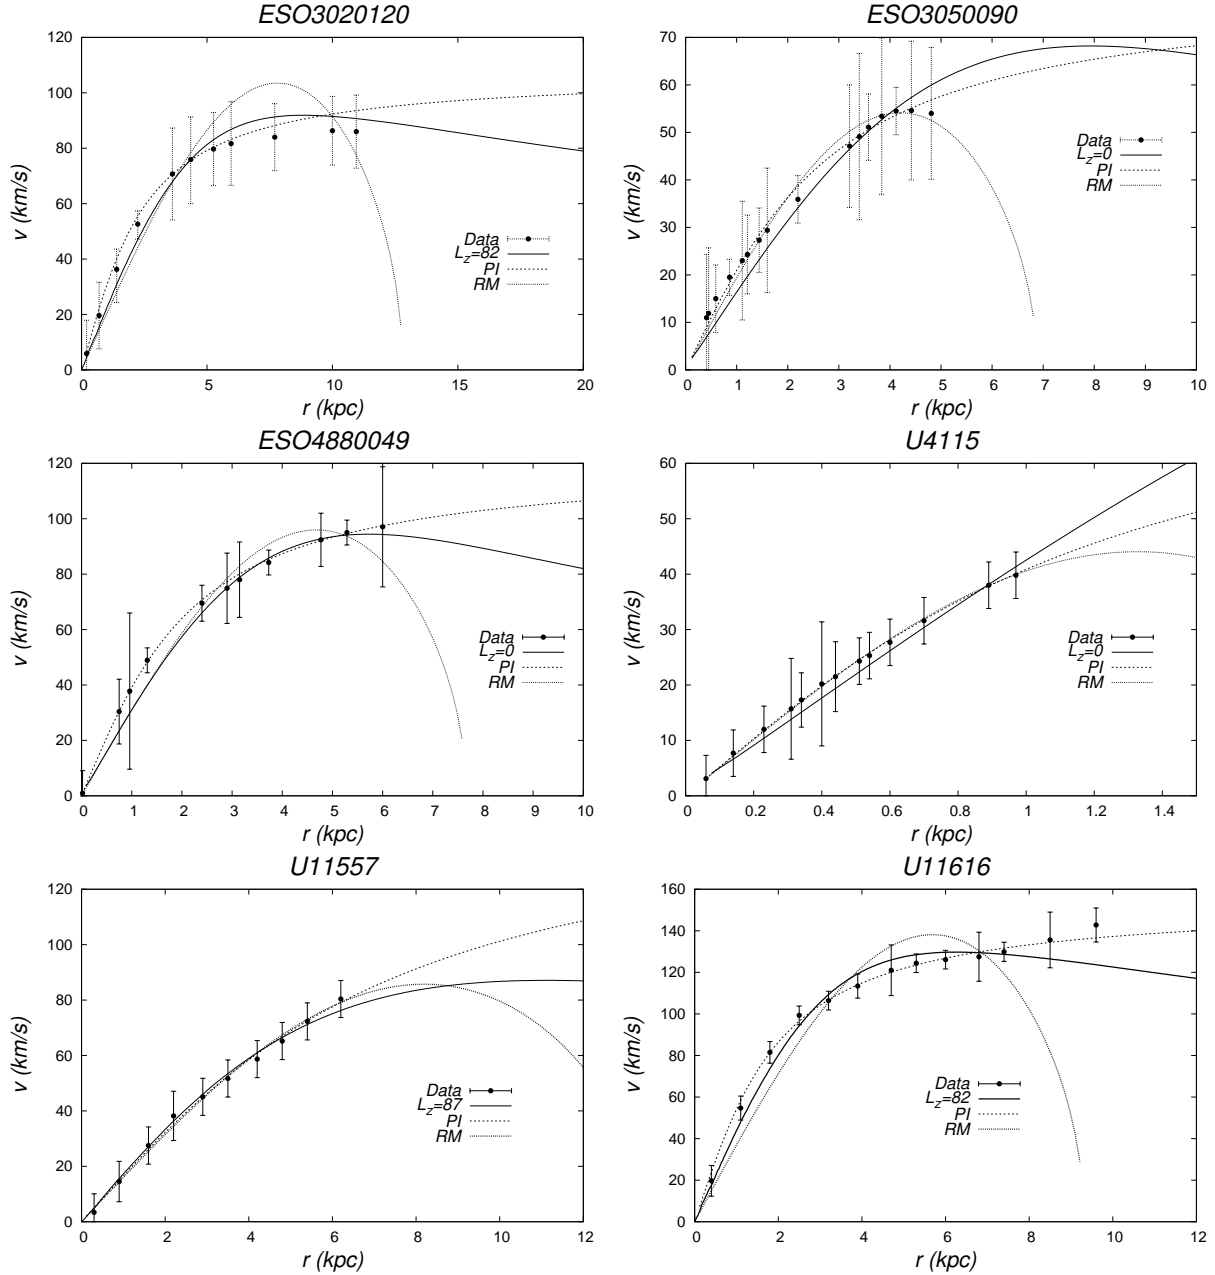 ESO3020120
v (km/s)
120
100
80
60
40
20
0
Data
L_z=82
PI
RM
0 5 10 15 20
r (kpc)
ESO3050090
v (km/s)
70
60
50
40
30
20
10
0
Data
L_z=0
PI
RM
0 1 2 3 4 5 6 7 8 9 10
r (kpc)
ESO4880049
v (km/s)
120
100
80
60
40
20
0
Data
L_z=0
PI
RM
0 1 2 3 4 5 6 7 8 9 10
r (kpc)
U4115
v (km/s)
60
50
40
30
20
10
0
Data
L_z=0
PI
RM
0.2 0.4 0.6 0.8 1 1.2 1.4
r (kpc)
U11557
v (km/s)
120
100
80
60
40
20
0
Data
L_z=87
PI
RM
0 2 4 6 8 10 12
r (kpc)
U11616
v (km/s)
160
140
120
100
80
60
40
20
0
Data
L_z=82
PI
RM
0 2 4 6 8 10 12
r (kpc)